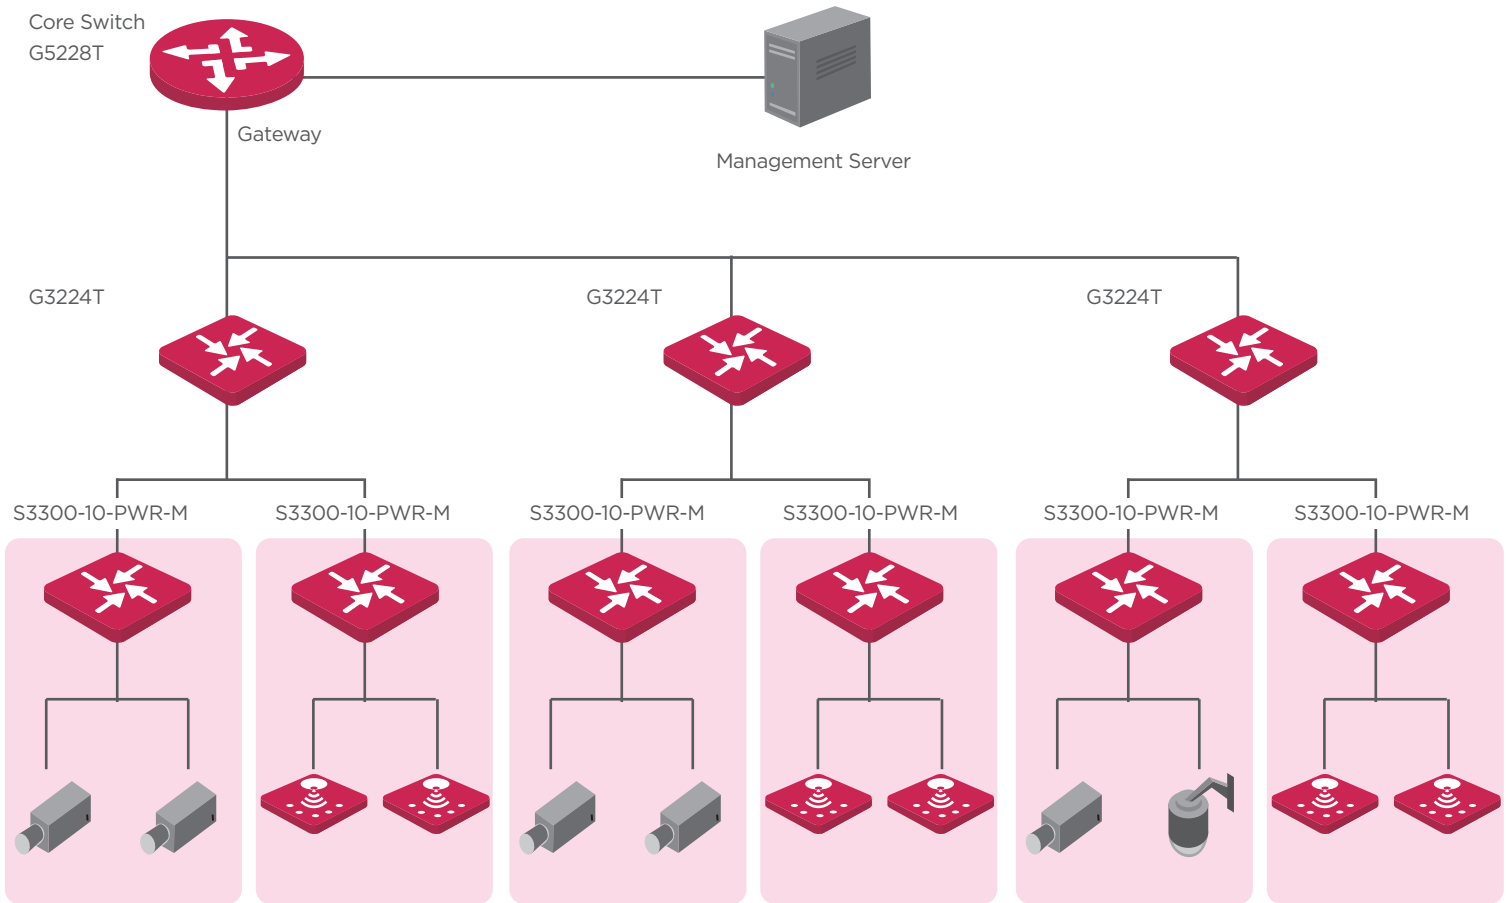 Core Switch
G5228T
Gateway
Management Server
G3224T
G3224T
G3224T
S3300-10-PWR-M
S3300-10-PWR-M
S3300-10-PWR-M
S3300-10-PWR-M
S3300-10-PWR-M
S3300-10-PWR-M